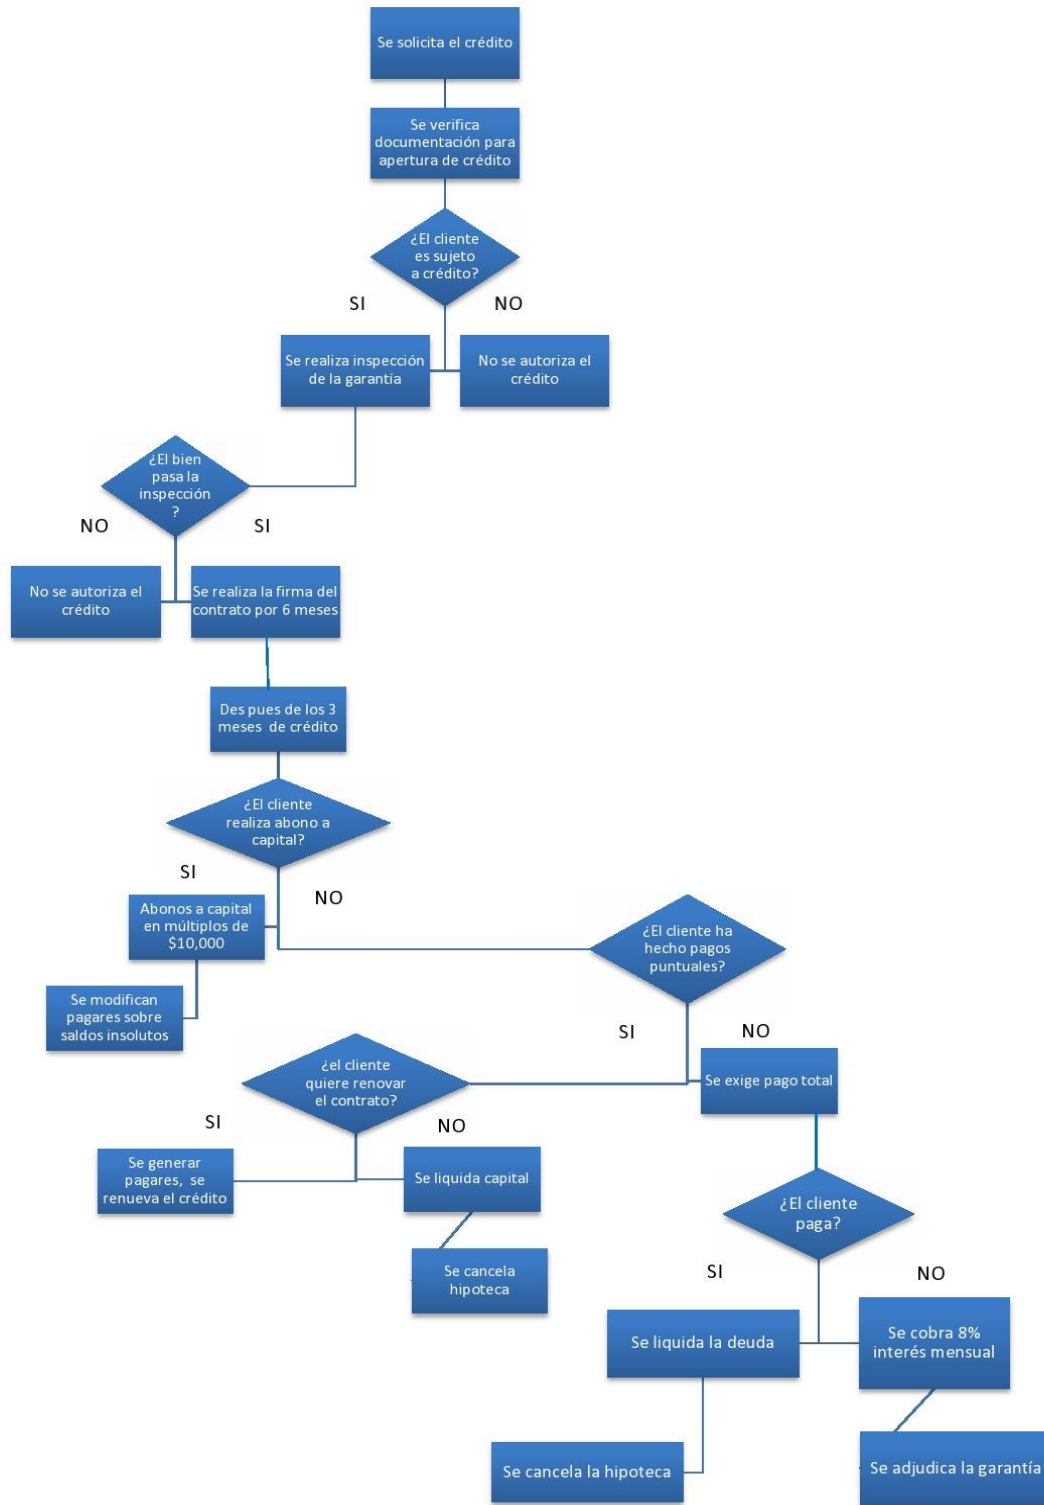 Se solicita el crédito
Se verifica
documentación para
apertura de crédito
¿El cliente
es sujeto
a crédito?
SI
NO
Se realiza inspección
de la garantía
No se autoriza el
crédito
¿El bien
pasa la
inspección
?
NO
SI
No se autoriza el
crédito
Se realiza la firma del
contrato por 6 meses
Des pues de los 3
meses de crédito
¿El cliente
realiza abono a
capital?
SI
NO
Abonos a capital
en múltiplos de
$10,000
¿El cliente ha
hecho pagos
puntuales?
Se modifican
pagares sobre
saldos insolutos
SI
NO
¿el cliente
quiere renovar
el contrato?
Se exige pago total
SI
NO
Se generar
pagares, se
renueva el crédito
Se liquida capital
¿El cliente
paga?
Se cancela
hipoteca
SI
NO
Se liquida la deuda
Se cobra 8%
interés mensual
Se cancela la hipoteca
Se adjudica la garantía